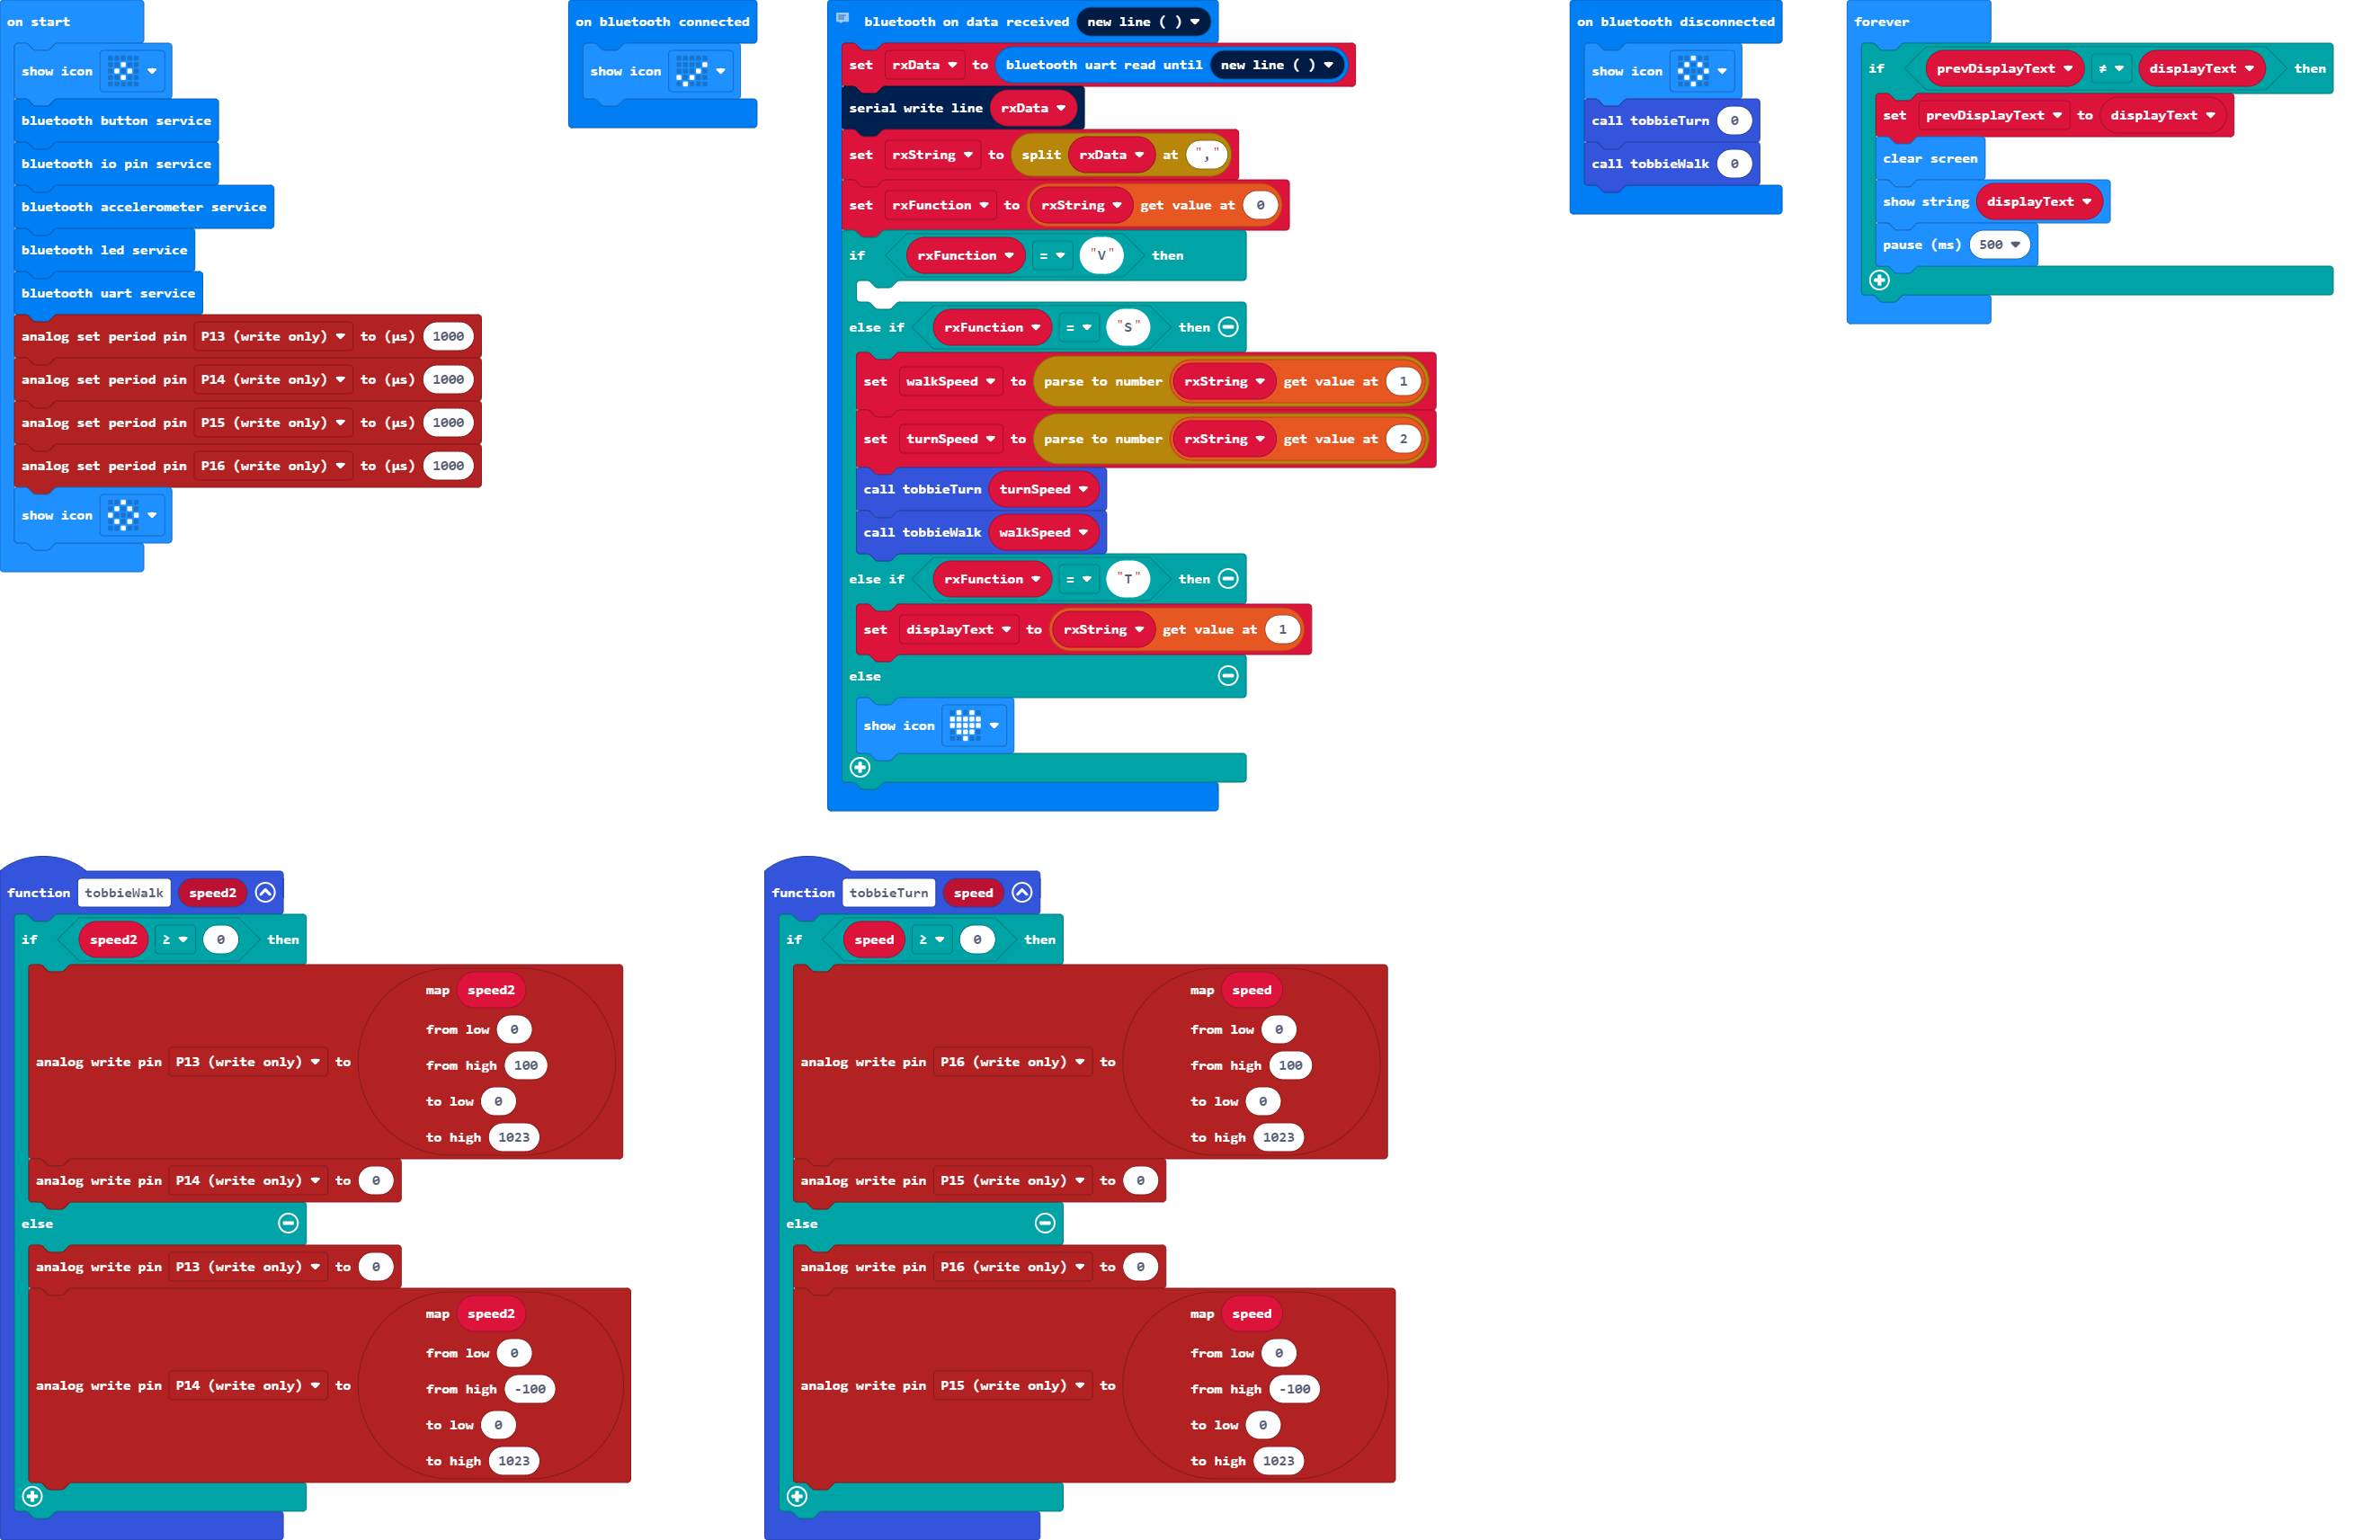 on start
show icon
bluetooth button service
bluetooth io pin service
bluetooth accelerometer service
bluetooth led service
bluetooth uart service
analog set period pin P13 (write only) to (µs) 1000
analog set period pin P14 (write only) to (µs) 1000
analog set period pin P15 (write only) to (µs) 1000
analog set period pin P16 (write only) to (µs) 1000
show icon
on bluetooth connected
show icon
bluetooth on data received new line ( )
set rxData to bluetooth uart read until new line ( )
serial write line rxData
set rxString to split rxData at ","
set rxFunction to rxString get value at 0
if rxFunction = "V" then
else if rxFunction = "S" then
set walkSpeed to parse to number rxString get value at 1
set turnSpeed to parse to number rxString get value at 2
call tobbieTurn turnSpeed
call tobbieWalk walkSpeed
else if rxFunction = "T" then
set displayText to rxString get value at 1
else
show icon
on bluetooth disconnected
show icon
call tobbieTurn 0
call tobbieWalk 0
forever
if prevDisplayText ≠ displayText then
set prevDisplayText to displayText
clear screen
show string displayText
pause (ms) 500
function tobbieWalk speed2
if speed2 ≥ 0 then
map speed2
from low 0
from high 100
analog write pin P13 (write only) to
to low 0
to high 1023
analog write pin P14 (write only) to 0
else
analog write pin P13 (write only) to 0
map speed2
from low 0
from high -100
analog write pin P14 (write only) to
to low 0
to high 1023
function tobbieTurn speed
if speed ≥ 0 then
map speed
from low 0
from high 100
analog write pin P16 (write only) to
to low 0
to high 1023
analog write pin P15 (write only) to 0
else
analog write pin P16 (write only) to 0
map speed
from low 0
from high -100
analog write pin P15 (write only) to
to low 0
to high 1023